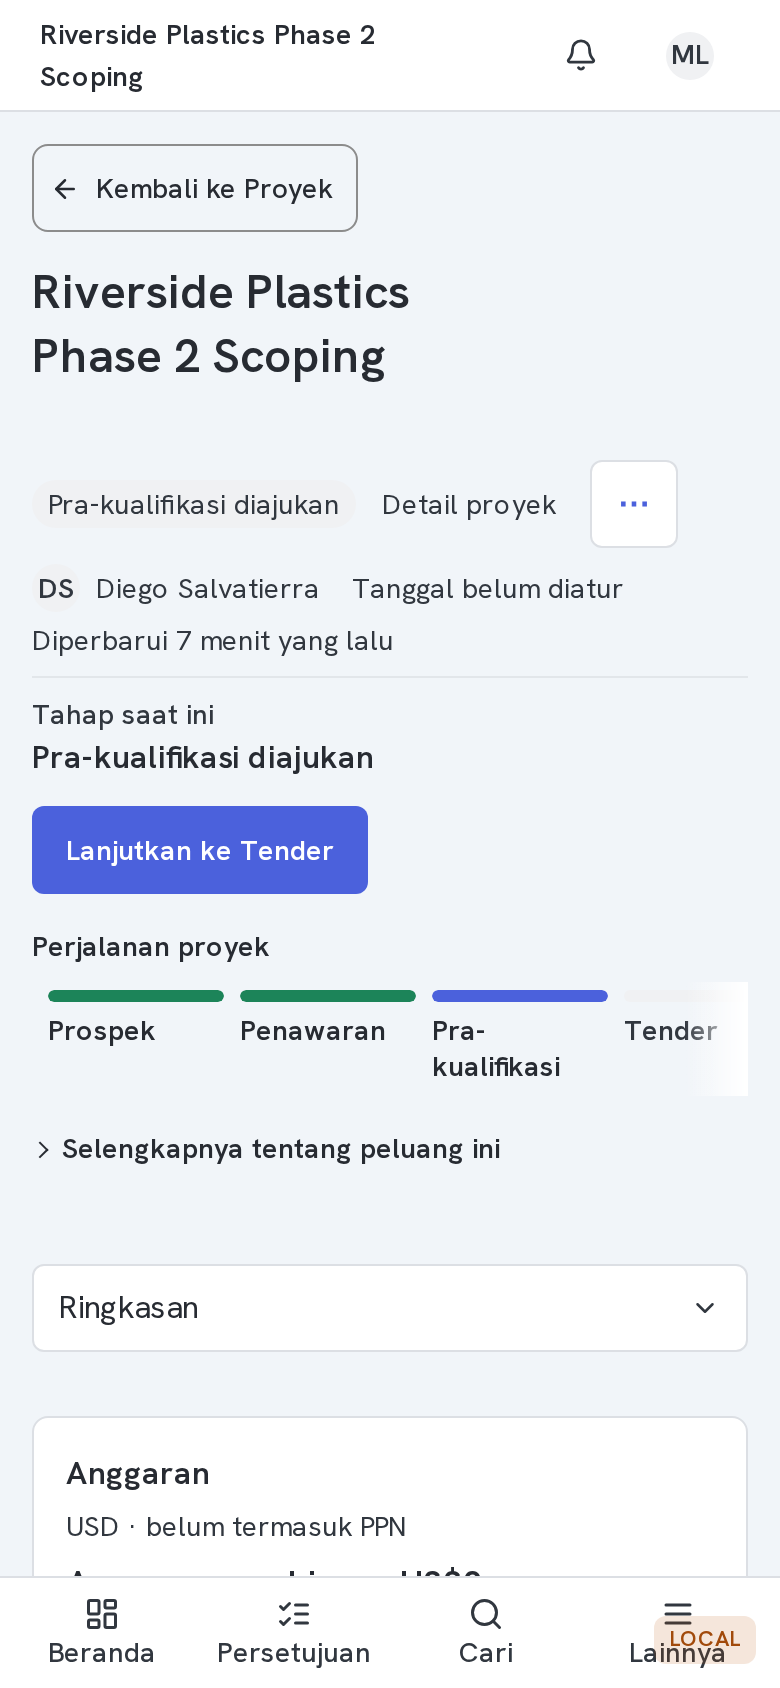 Riverside Plastics Phase 2
Scoping
ML
Kembali ke Proyek
Riverside Plastics
Phase 2 Scoping
Pra-kualifikasi diajukan
Detail proyek
DS Diego Salvatierra Tanggal belum diatur
Diperbarui 7 menit yang lalu
Tahap saat ini
Pra-kualifikasi diajukan
Lanjutkan ke Tender
Perjalanan proyek
Prospek Penawaran Pra- Tender
kualifikasi
Selengkapnya tentang peluang ini
Ringkasan
Anggaran
USD · belum termasuk PPN
Beranda Persetujuan Cari Lainnya
LOCAL